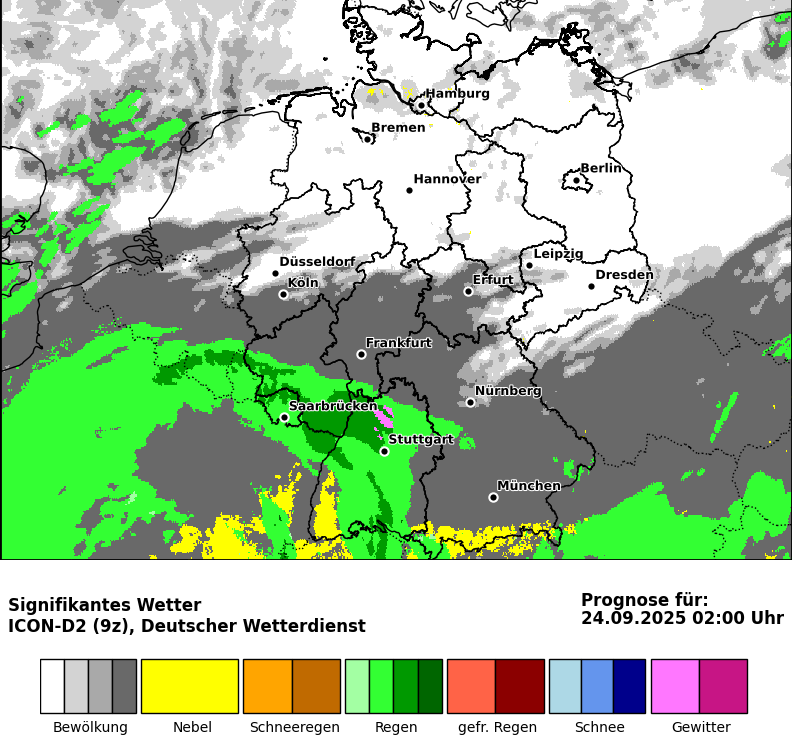 Hamburg
Bremen
Berlin
Hannover
Leipzig
Düsseldorf
Dresden
Köln
Erfurt
Frankfurt
Nürnberg
Saarbrücken
Stuttgart
München
Signifikantes Wetter
ICON-D2 (9z), Deutscher Wetterdienst
Prognose für:
24.09.2025 02:00 Uhr
Bewölkung
Nebel
Schneeregen
Regen
gefr. Regen
Schnee
Gewitter